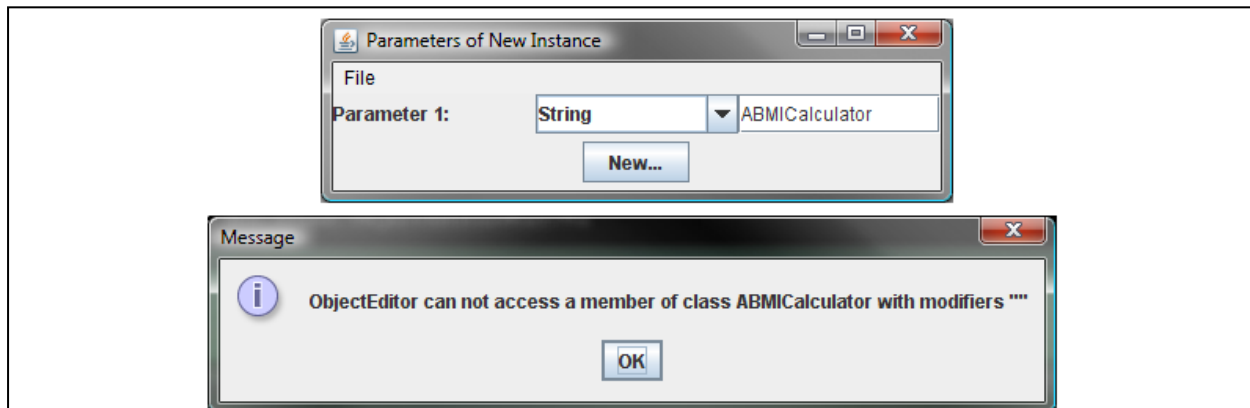 Parameters of New Instance
File
Parameter 1: String ABMICalculator
New...
Message
ObjectEditor can not access a member of class ABMICalculator with modifiers ""
OK